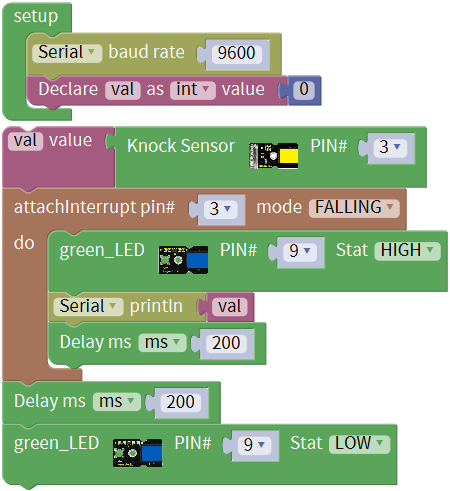 setup
Serial baud rate 9600
Declare val as int value 0
val value Knock Sensor PIN# 3
attachInterrupt pin# 3 mode FALLING
do green_LED PIN# 9 Stat HIGH
Serial println val
Delay ms ms 200
Delay ms ms 200
green_LED PIN# 9 Stat LOW